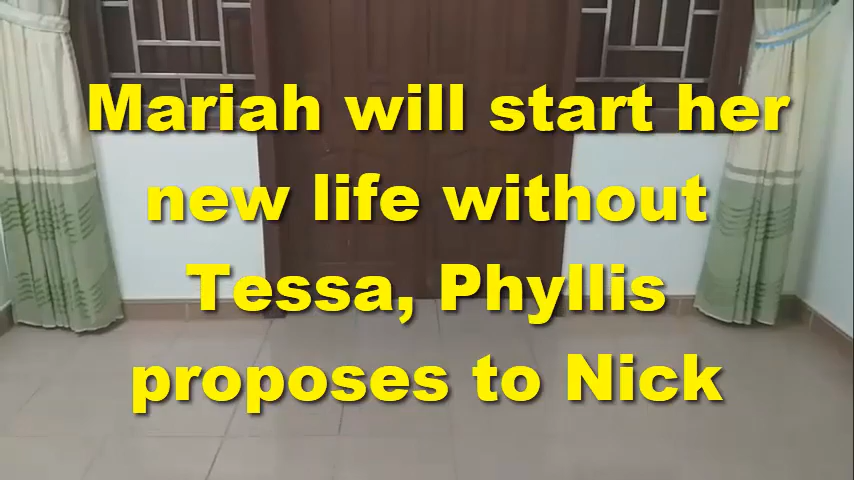 Mariah will start her
new life without
Tessa, Phyllis
proposes to Nick